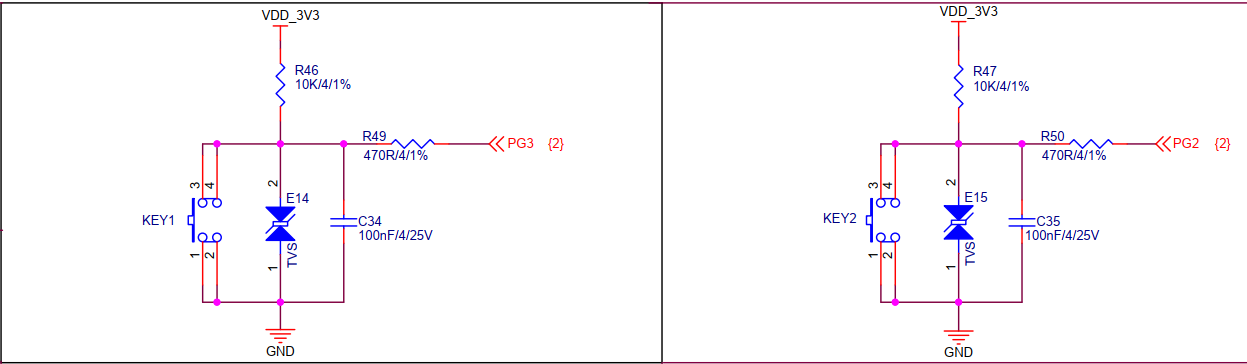 VDD_3V3
R46
10K/4/1%
R49
470R/4/1%
PG3 {2}
3
4
2
E14
KEY1
C34
100nF/4/25V
TVS
1
2
1
GND
VDD_3V3
R47
10K/4/1%
R50
470R/4/1%
PG2 {2}
3
4
2
E15
KEY2
C35
100nF/4/25V
TVS
1
2
1
GND